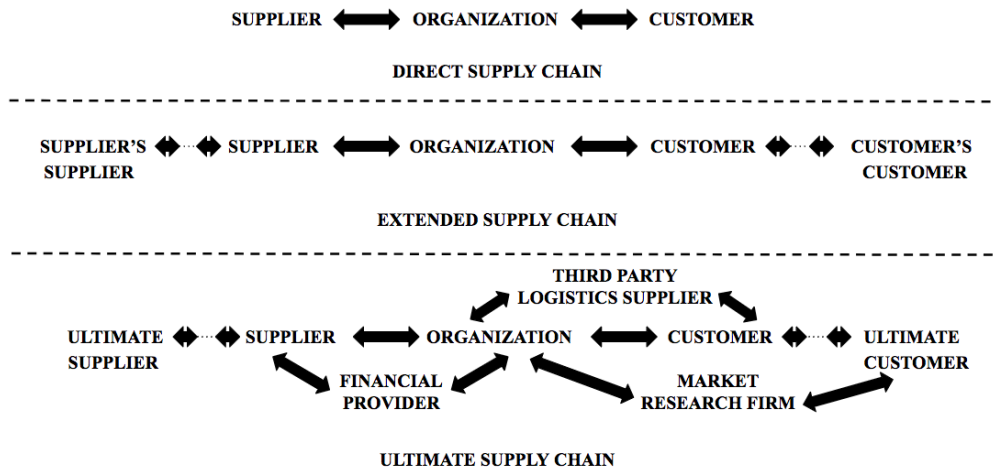 SUPPLIER ORGANIZATION CUSTOMER
DIRECT SUPPLY CHAIN
SUPPLIER'S SUPPLIER ORGANIZATION CUSTOMER CUSTOMER'S
SUPPLIER CUSTOMER
EXTENDED SUPPLY CHAIN
THIRD PARTY
LOGISTICS SUPPLIER
ULTIMATE SUPPLIER ORGANIZATION CUSTOMER ULTIMATE
SUPPLIER CUSTOMER
FINANCIAL MARKET
PROVIDER RESEARCH FIRM
ULTIMATE SUPPLY CHAIN